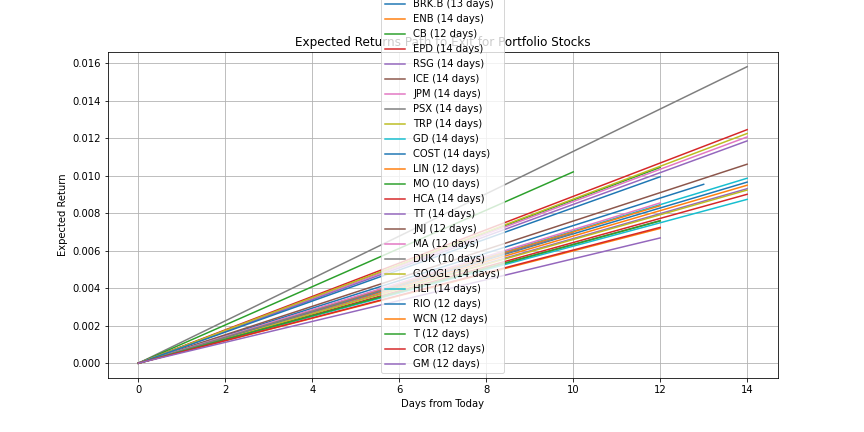 BRK.B (13 days)
ENB (14 days)
CB (12 days)
Expected Returns Path to Exit for Portfolio Stocks
EPD (14 days)
RSG (14 days)
ICE (14 days)
JPM (14 days)
PSX (14 days)
TRP (14 days)
GD (14 days)
COST (14 days)
LIN (12 days)
MO (10 days)
HCA (14 days)
TT (14 days)
JNJ (12 days)
MA (12 days)
DUK (10 days)
GOOGL (14 days)
HLT (14 days)
RIO (12 days)
WCN (12 days)
T (12 days)
COR (12 days)
GM (12 days)
0.016
0.014
0.012
0.010
0.008
0.006
0.004
0.002
0.000
Expected Return
0 2 4 6 8 10 12 14
Days from Today